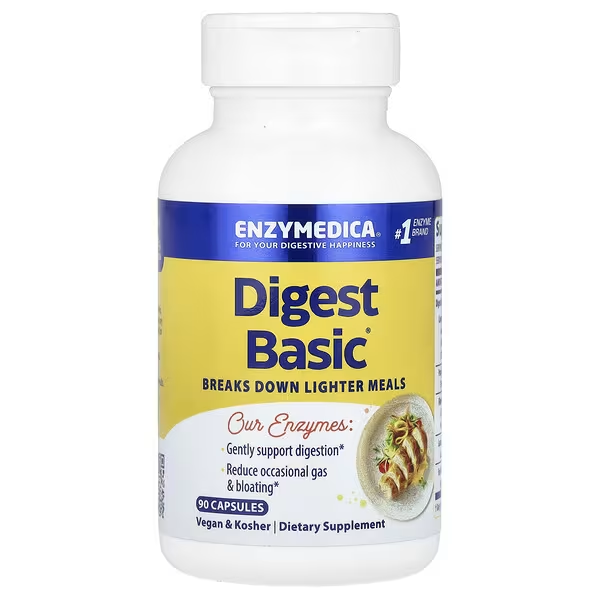 ENZYMEDICA®
FOR YOUR DIGESTIVE HAPPINESS
#1 ENZYME
BRAND
Digest
Basic®
BREAKS DOWN LIGHTER MEALS
Our Enzymes:
• Gently support digestion*
• Reduce occasional gas
& bloating*
90 CAPSULES
Vegan & Kosher | Dietary Supplement